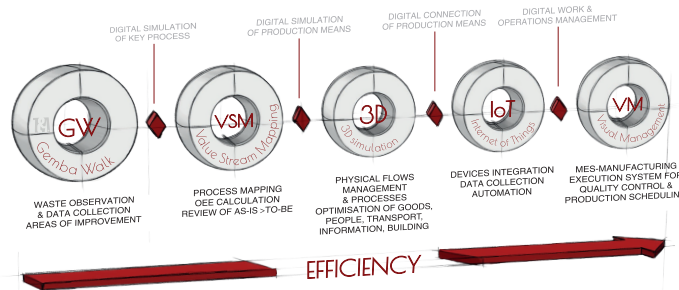 DIGITAL SIMULATION
OF KEY PROCESS
DIGITAL SIMULATION
OF PRODUCTION MEANS
DIGITAL CONNECTION
OF PRODUCTION MEANS
DIGITAL WORK &
OPERATIONS MANAGEMENT
GW
Gemba Walk
VSM
Value Stream Mapping
3D
3D simulation
IoT
Internet of Things
VM
Visual Management
WASTE OBSERVATION
& DATA COLLECTION
AREAS OF IMPROVEMENT
PROCESS MAPPING
OEE CALCULATION
REVIEW OF AS-IS >TO-BE
PHYSICAL FLOWS
MANAGEMENT
& PROCESSES
OPTIMISATION OF GOODS,
PEOPLE, TRANSPORT,
INFORMATION, BUILDING
DEVICES INTEGRATION
DATA COLLECTION
AUTOMATION
MES-MANUFACTURING
EXECUTION SYSTEM FOR
QUALITY CONTROL &
PRODUCTION SCHEDULIN
EFFICIENCY